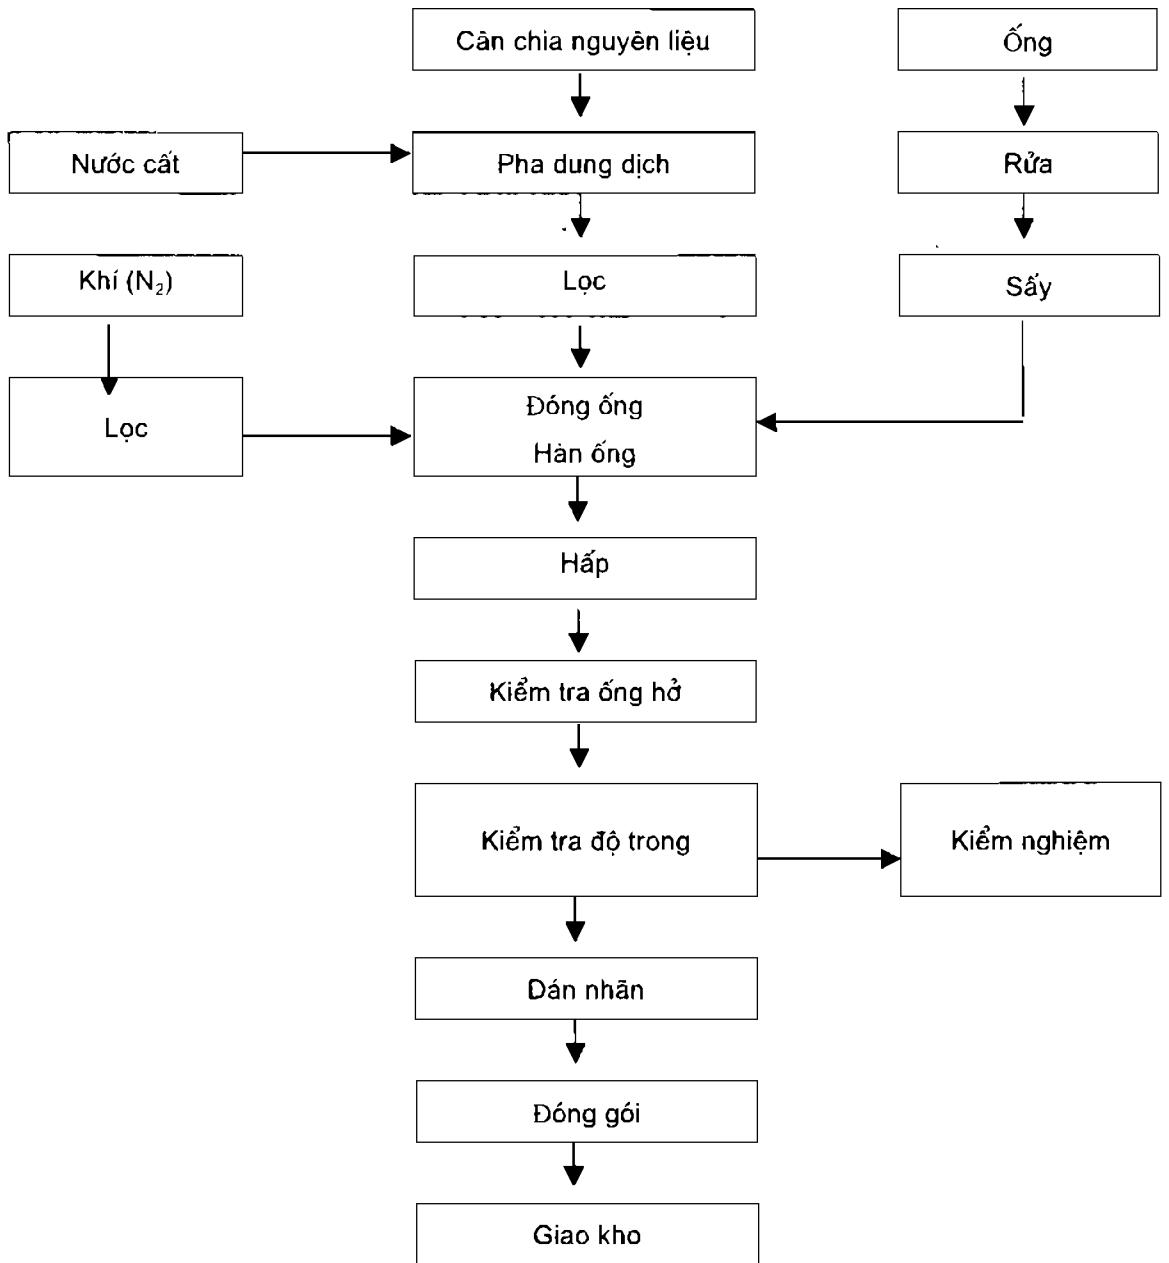 Cân chia nguyên liệu
Ống
Nước cất
Pha dung dịch
Rửa
Khí (N₂)
Lọc
Sấy
Lọc
Đóng ống
Hàn ống
Hấp
Kiểm tra ống hở
Kiểm tra độ trong
Kiểm nghiệm
Dán nhãn
Đóng gói
Giao kho